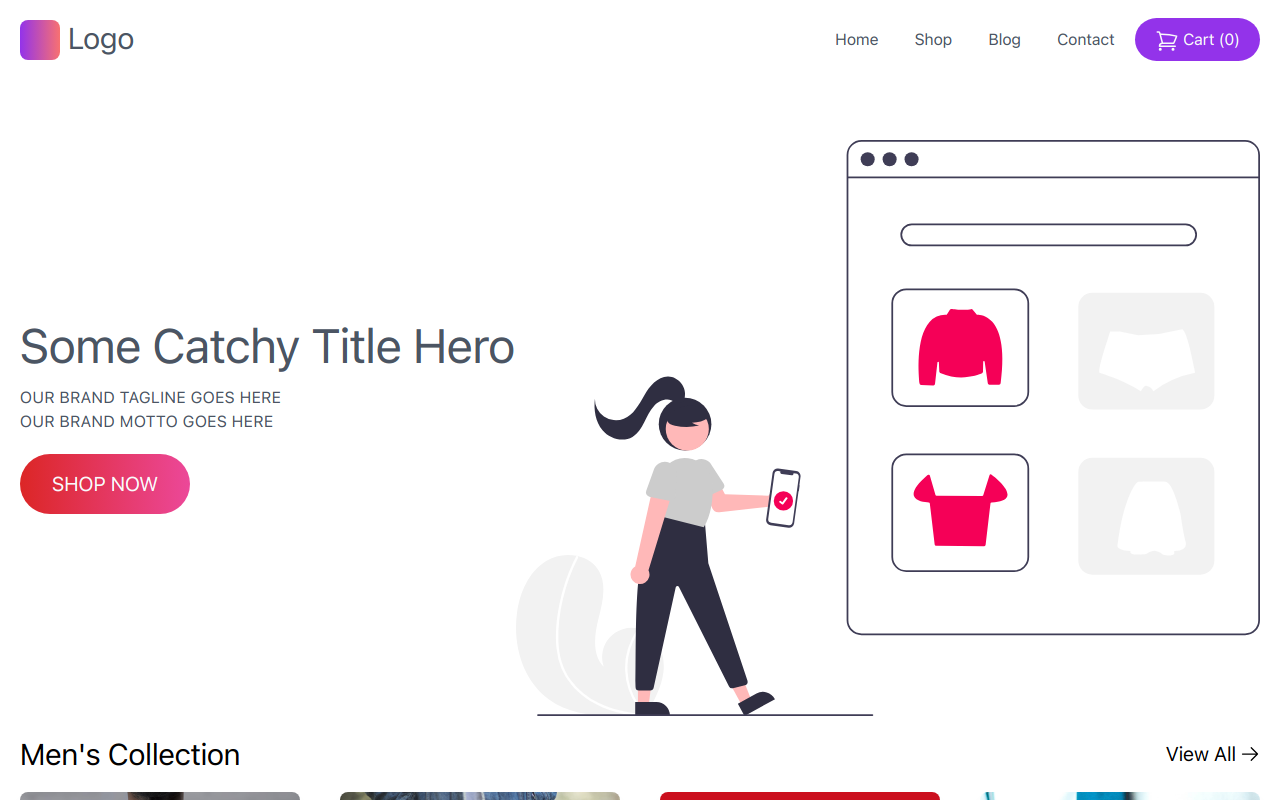 Logo
Home
Shop
Blog
Contact
Cart (0)
Some Catchy Title Hero
OUR BRAND TAGLINE GOES HERE
OUR BRAND MOTTO GOES HERE
SHOP NOW
Men's Collection
View All